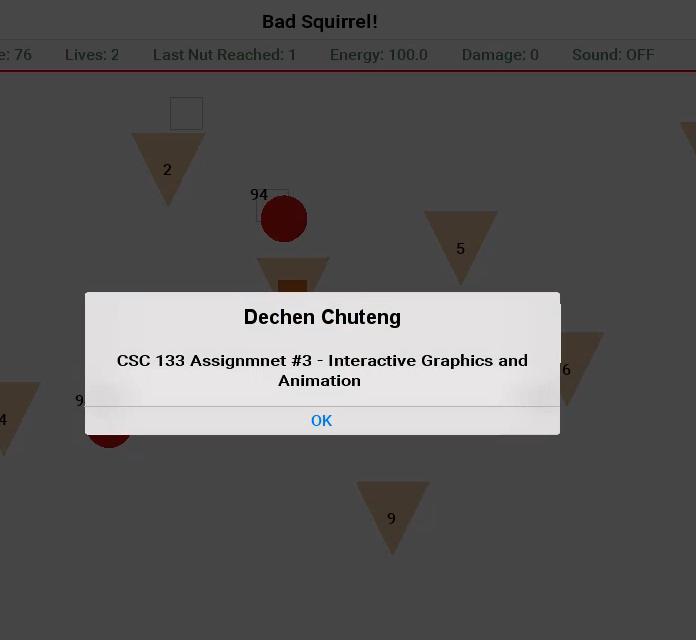 Bad Squirrel!
e: 76 Lives: 2 Last Nut Reached: 1 Energy: 100.0 Damage: 0 Sound: OFF
2
94
5
Dechen Chuteng
CSC 133 Assignmnet #3 - Interactive Graphics and
Animation
6
9
4
OK
9